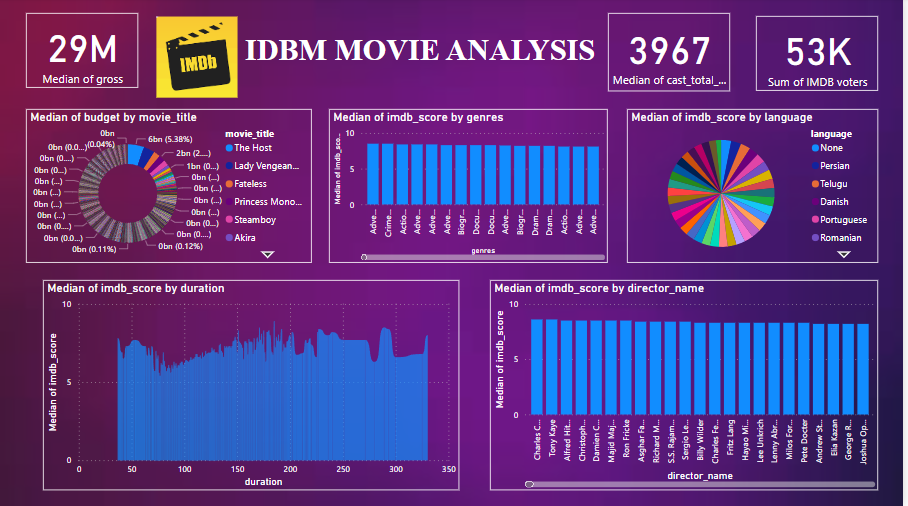 29M
Median of gross
IMDb
IDBM MOVIE ANALYSIS
3967
Median of cast_total_...
53K
Sum of IMDB voters
Median of budget by movie_title
0bn
(0.04%)
0bn (0.0...)
0bn (0....)
0bn (...)
0bn (...)
0bn (...)
0bn (...)
0bn (...)
0bn (0....)
0bn (0.0...)
0bn (0.11%)
6bn (5.38%)
2bn (2....)
1bn (0...)
0bn (...)
0bn (...)
0bn (...)
0bn (...)
0bn (0...)
0bn (0.12%)
movie_title
The Host
Lady Vengean...
Fateless
Princess Mono...
Steamboy
Akira
Median of imdb_score by genres
Median of imdb_sco...
10
5
0
Adve...
Crime...
Actio...
Adve...
Adve...
Adve...
Biogr...
Docu...
Docu...
Adve...
Biogr...
Dram...
Dram...
Actio...
Adve...
Adve...
genres
Median of imdb_score by language
language
None
Persian
Telugu
Danish
Portuguese
Romanian
Median of imdb_score by duration
Median of imdb_score
10
5
0
0
50
100
150
200
250
300
350
duration
Median of imdb_score by director_name
Median of imdb_score
10
5
0
Charles C...
Tony Kaye
Alfred Hit...
Christoph...
Damien C...
Majid Maj...
Ron Fricke
Asghar Fa...
Richard M...
S.S. Rajam...
Sergio Le...
Billy Wilder
Charles Fe...
Fritz Lang
Hayao Mi...
Lee Unkrich
Lenny Abr...
Milos For...
Pete Docter
Andrew St...
Elia Kazan
George R...
Joshua Op...
director_name